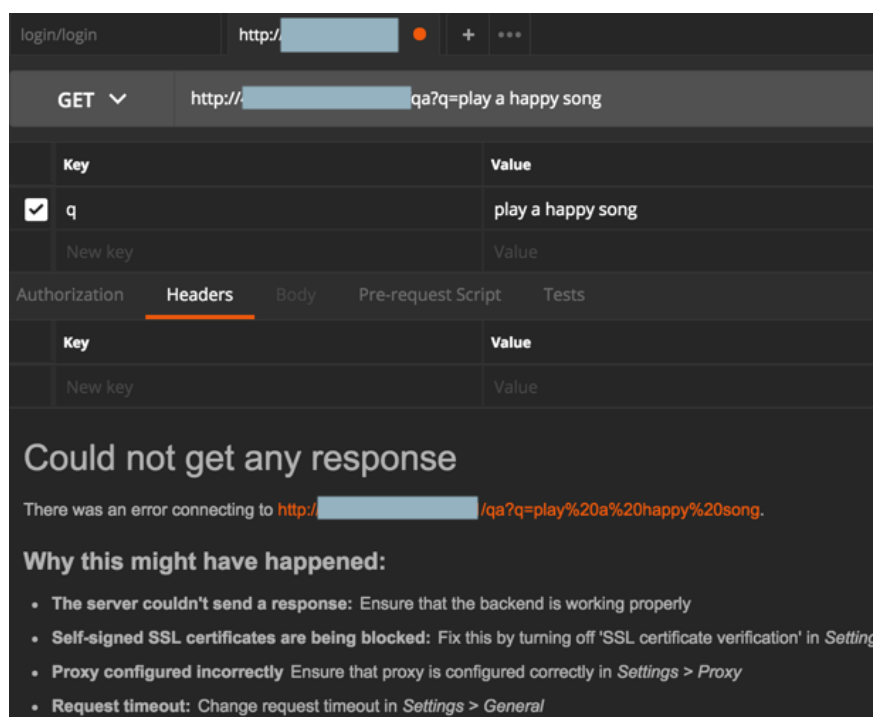 login/login http:// + •••
GET http:// qa?q=play a happy song
Key Value
q play a happy song
New key Value
Authorization Headers Body Pre-request Script Tests
Key Value
New key Value
Could not get any response
There was an error connecting to http:/ /qa?q=play%20a%20happy%20song.
Why this might have happened:
• The server couldn't send a response: Ensure that the backend is working properly
• Self-signed SSL certificates are being blocked: Fix this by turning off 'SSL certificate verification' in Setting
• Proxy configured incorrectly Ensure that proxy is configured correctly in Settings > Proxy
• Request timeout: Change request timeout in Settings > General